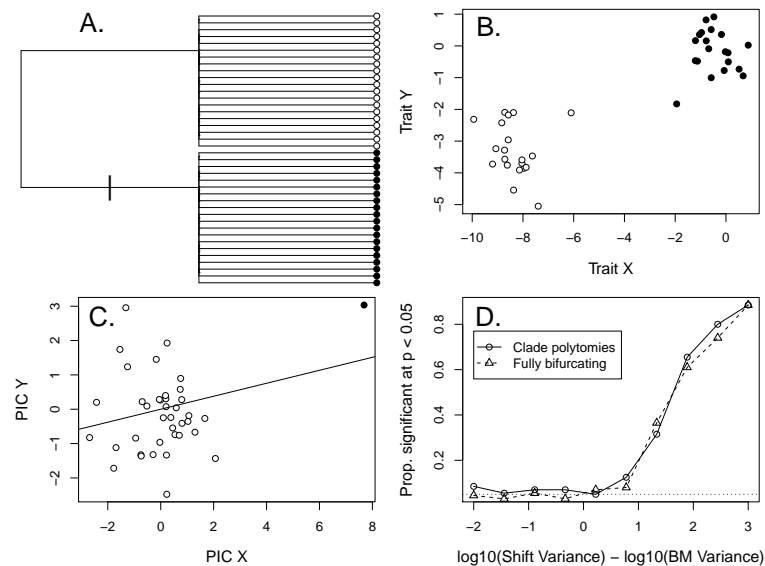 A.
B.
Trait Y
1
0
−1
−2
−3
−4
−5
−10
−8
−6
−4
−2
0
Trait X
C.
PIC Y
3
2
1
0
−1
−2
−2
0
2
4
6
8
PIC X
D.
Clade polytomies
Fully bifurcating
Prop. significant at p < 0.05
0.8
0.6
0.4
0.2
−2
−1
0
1
2
3
log10(Shift Variance) − log10(BM Variance)